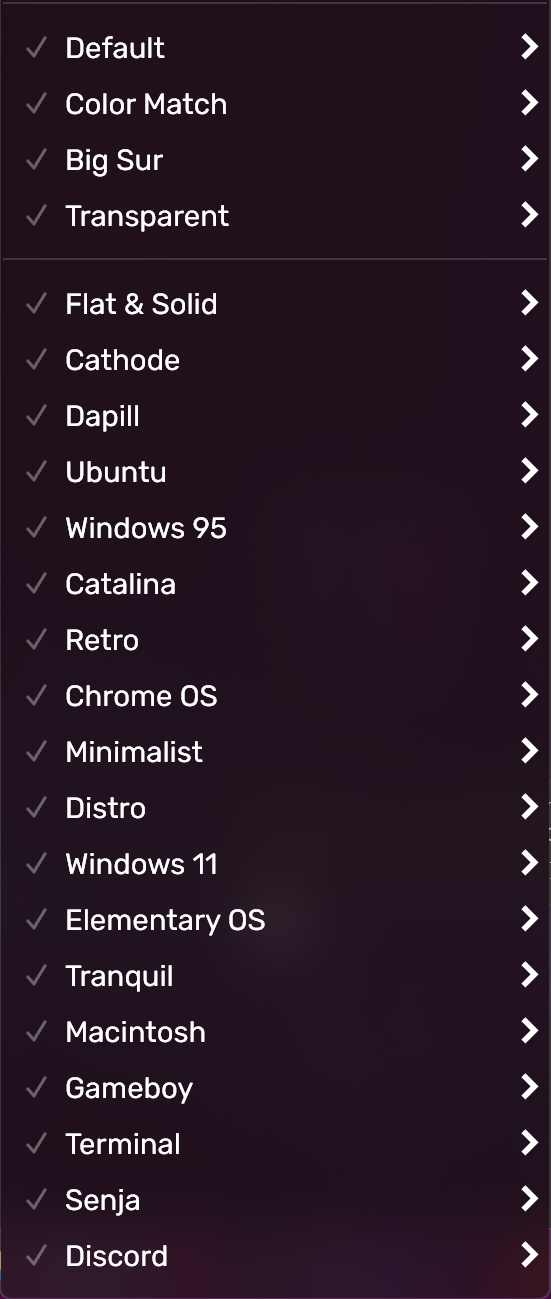 Default
Color Match
Big Sur
Transparent
Flat & Solid
Cathode
Dapill
Ubuntu
Windows 95
Catalina
Retro
Chrome OS
Minimalist
Distro
Windows 11
Elementary OS
Tranquil
Macintosh
Gameboy
Terminal
Senja
Discord